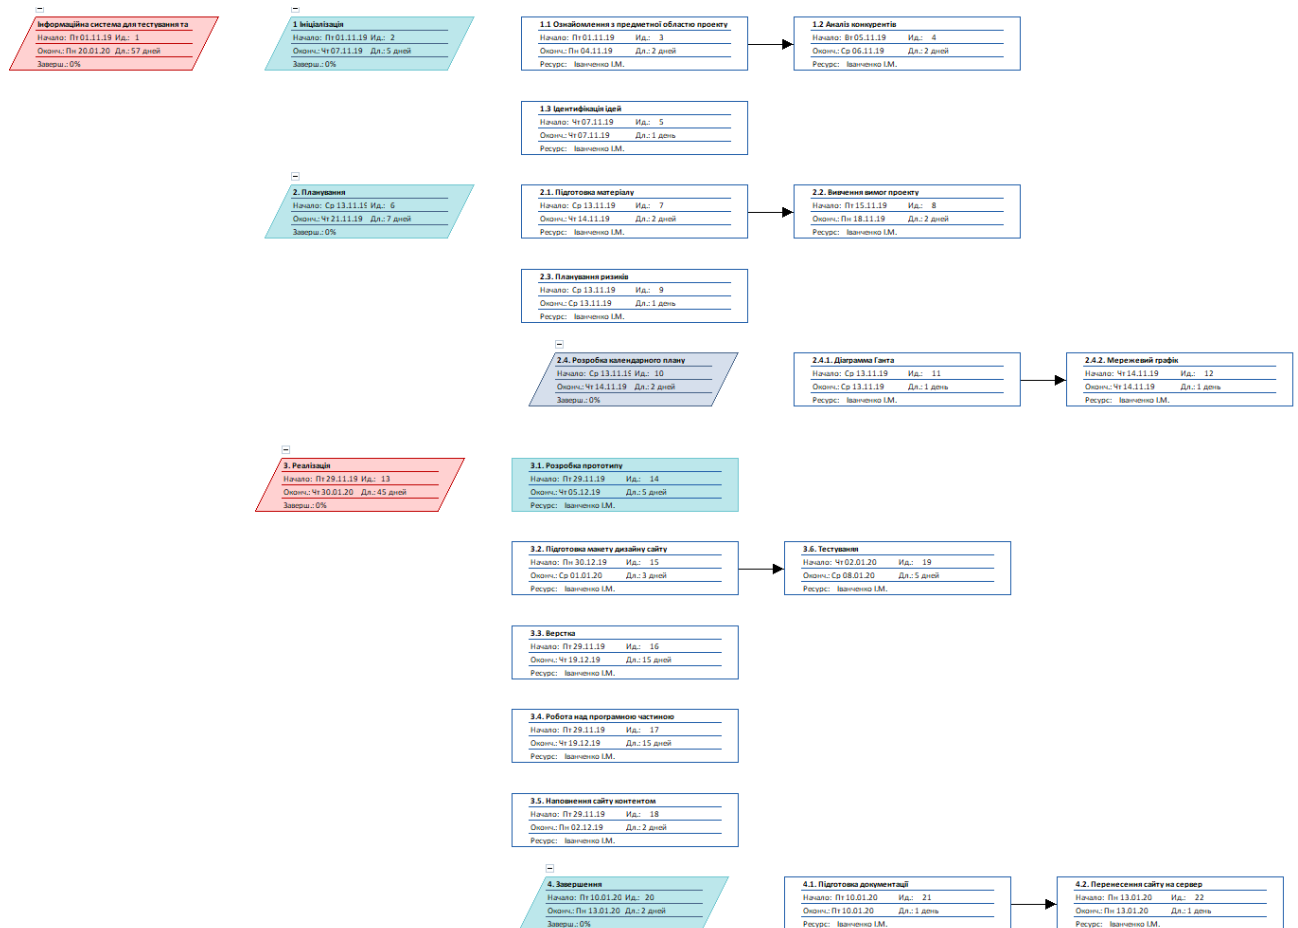 Інформаційна система для тестування та
Начало: Пт 01.11.19 Ид.: 1
Оконч.: Пн 20.01.20 Дл.: 57 дней
Заверш.: 0%
1 Ініціалізація
Начало: Пт 01.11.19 Ид.: 2
Оконч.: Чт 07.11.19 Дл.: 5 дней
Заверш.: 0%
1.1 Ознайомлення з предметної областю проекту
Начало: Пт 01.11.19 Ид.: 3
Оконч.: Пн 04.11.19 Дл.: 2 дней
Ресурс: Іванченко І.М.
1.2 Аналіз конкурентів
Начало: Вт 05.11.19 Ид.: 4
Оконч.: Ср 06.11.19 Дл.: 2 дней
Ресурс: Іванченко І.М.
1.3 Ідентифікація ідей
Начало: Чт 07.11.19 Ид.: 5
Оконч.: Чт 07.11.19 Дл.: 1 день
Ресурс: Іванченко І.М.
2. Планування
Начало: Ср 13.11.19 Ид.: 6
Оконч.: Чт 21.11.19 Дл.: 7 дней
Заверш.: 0%
2.1. Підготовка матеріалу
Начало: Ср 13.11.19 Ид.: 7
Оконч.: Чт 14.11.19 Дл.: 2 дней
Ресурс: Іванченко І.М.
2.2. Вивчення вимог проекту
Начало: Пт 15.11.19 Ид.: 8
Оконч.: Пн 18.11.19 Дл.: 2 дней
Ресурс: Іванченко І.М.
2.3. Планування ризиків
Начало: Ср 13.11.19 Ид.: 9
Оконч.: Ср 13.11.19 Дл.: 1 день
Ресурс: Іванченко І.М.
2.4. Розробка календарного плану
Начало: Ср 13.11.19 Ид.: 10
Оконч.: Чт 14.11.19 Дл.: 2 дней
Заверш.: 0%
2.4.1. Діаграмма Ганта
Начало: Ср 13.11.19 Ид.: 11
Оконч.: Ср 13.11.19 Дл.: 1 день
Ресурс: Іванченко І.М.
2.4.2. Мережевий графік
Начало: Чт 14.11.19 Ид.: 12
Оконч.: Чт 14.11.19 Дл.: 1 день
Ресурс: Іванченко І.М.
3. Реалізація
Начало: Пт 29.11.19 Ид.: 13
Оконч.: Чт 30.01.20 Дл.: 45 дней
Заверш.: 0%
3.1. Розробка прототипу
Начало: Пт 29.11.19 Ид.: 14
Оконч.: Чт 05.12.19 Дл.: 5 дней
Ресурс: Іванченко І.М.
3.2. Підготовка макету дизайну сайту
Начало: Пн 30.12.19 Ид.: 15
Оконч.: Ср 01.01.20 Дл.: 3 дней
Ресурс: Іванченко І.М.
3.6. Тестування
Начало: Чт 02.01.20 Ид.: 19
Оконч.: Ср 08.01.20 Дл.: 5 дней
Ресурс: Іванченко І.М.
3.3. Верстка
Начало: Пт 29.11.19 Ид.: 16
Оконч.: Чт 19.12.19 Дл.: 15 дней
Ресурс: Іванченко І.М.
3.4. Робота над програмною частиною
Начало: Пт 29.11.19 Ид.: 17
Оконч.: Чт 19.12.19 Дл.: 15 дней
Ресурс: Іванченко І.М.
3.5. Наповнення сайту контентом
Начало: Пт 29.11.19 Ид.: 18
Оконч.: Пн 02.12.19 Дл.: 2 дней
Ресурс: Іванченко І.М.
4. Завершення
Начало: Пт 10.01.20 Ид.: 20
Оконч.: Пн 13.01.20 Дл.: 2 дней
Заверш.: 0%
4.1. Підготовка документації
Начало: Пт 10.01.20 Ид.: 21
Оконч.: Пт 10.01.20 Дл.: 1 день
Ресурс: Іванченко І.М.
4.2. Перенесення сайту на сервер
Начало: Пн 13.01.20 Ид.: 22
Оконч.: Пн 13.01.20 Дл.: 1 день
Ресурс: Іванченко І.М.